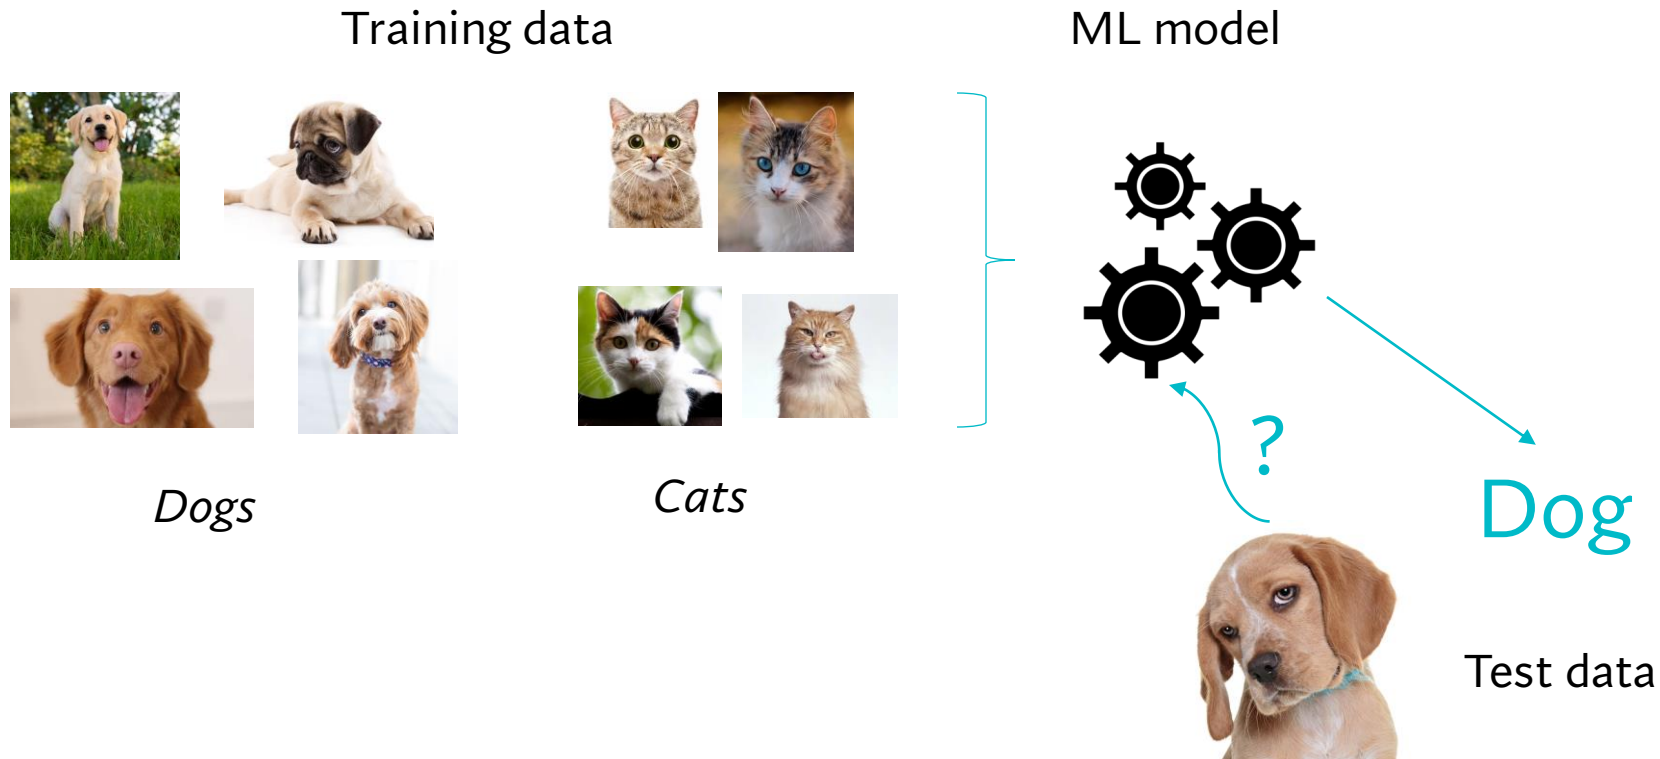 Training data
ML model
Dogs
Cats
?
Dog
Test data